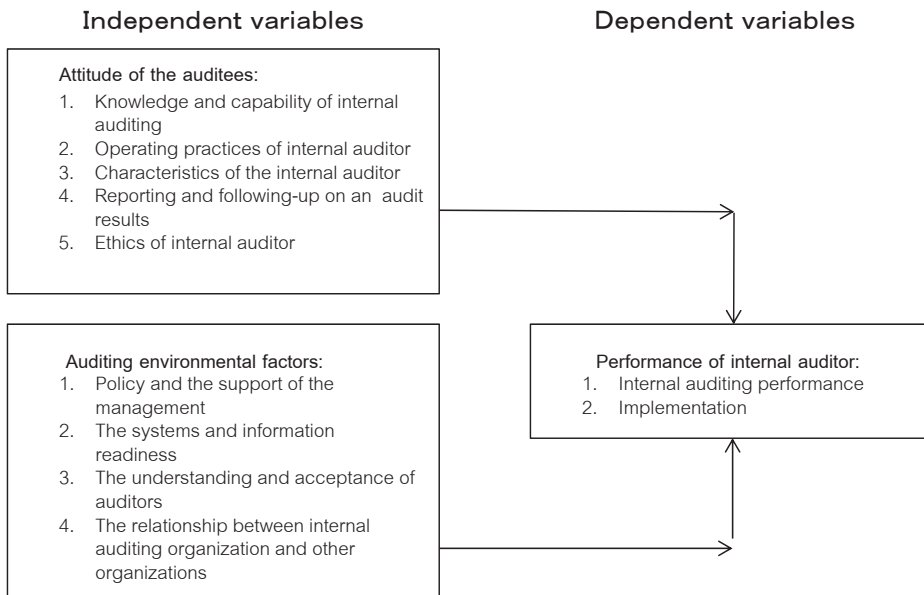 Independent variables
Attitude of the auditees:
1. Knowledge and capability of internal
auditing
2. Operating practices of internal auditor
3. Characteristics of the internal auditor
4. Reporting and following-up on an audit
results
5. Ethics of internal auditor
Auditing environmental factors:
1. Policy and the support of the
management
2. The systems and information
readiness
3. The understanding and acceptance of
auditors
4. The relationship between internal
auditing organization and other
organizations
Dependent variables
Performance of internal auditor:
1. Internal auditing performance
2. Implementation